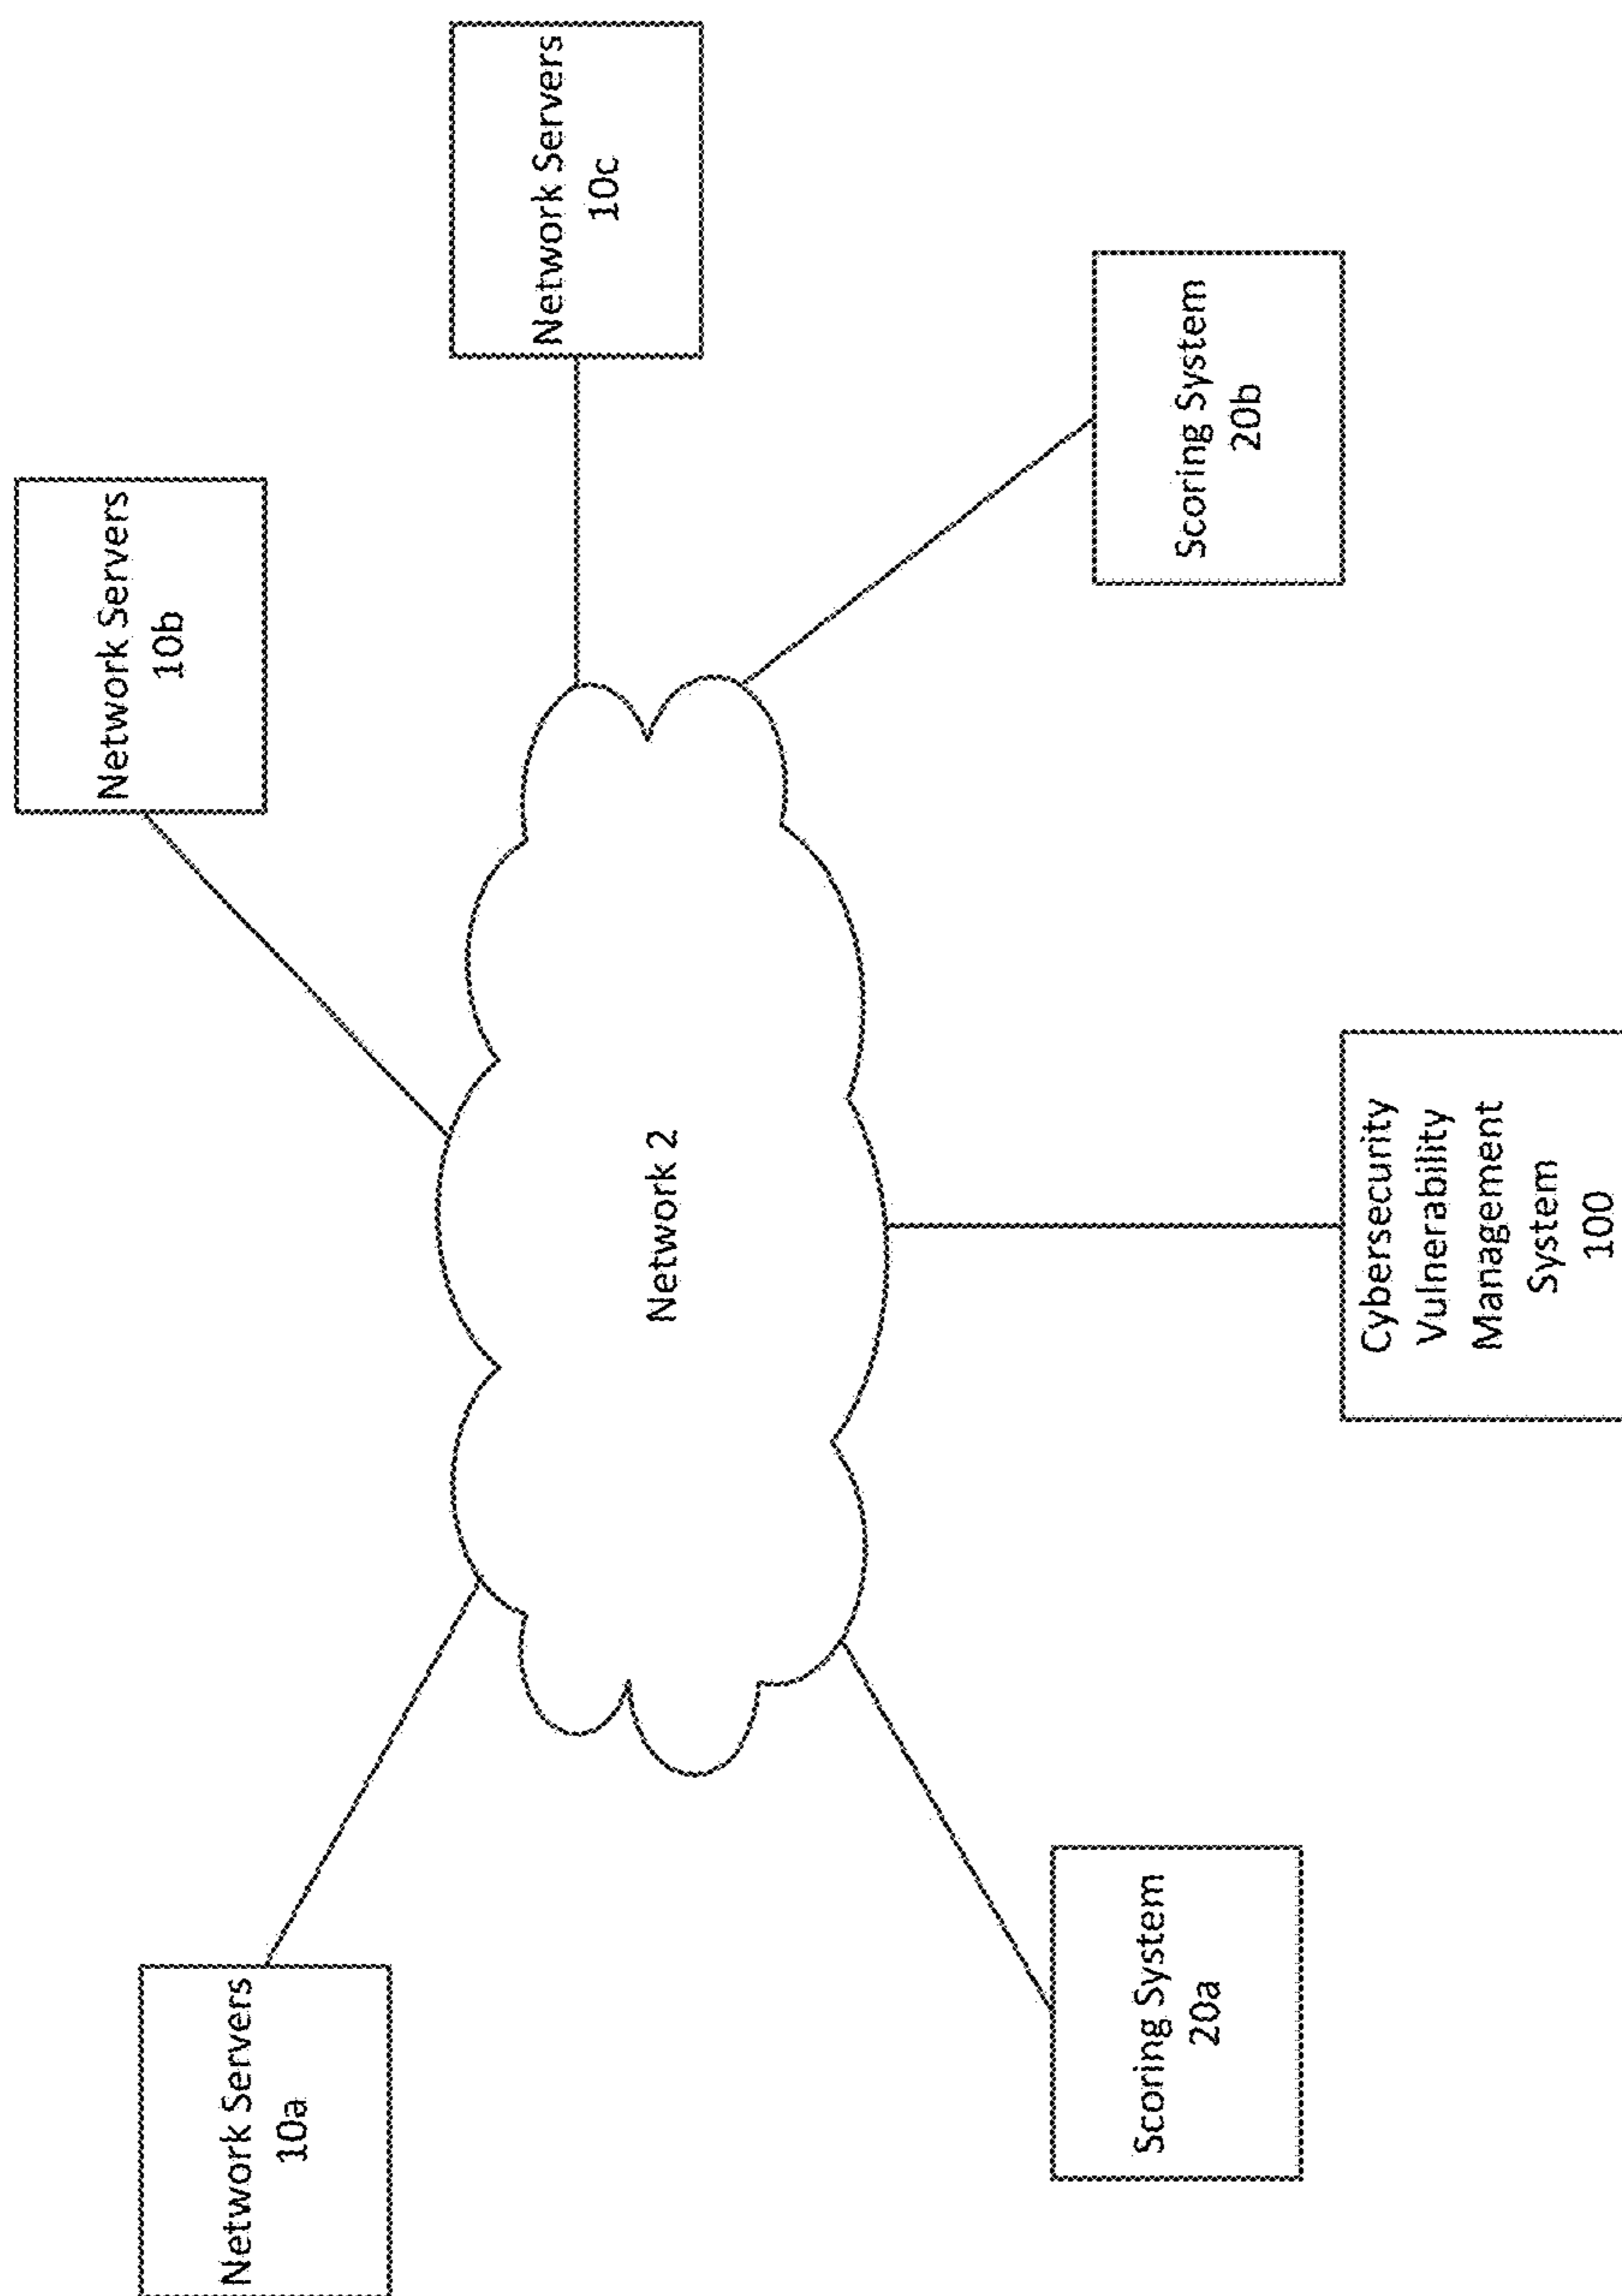 Network Servers
10a
Network Servers
10b
Network Servers
10c
Network 2
Scoring System
20a
Cybersecurity
Vulnerability
Management
System
100
Scoring System
20b